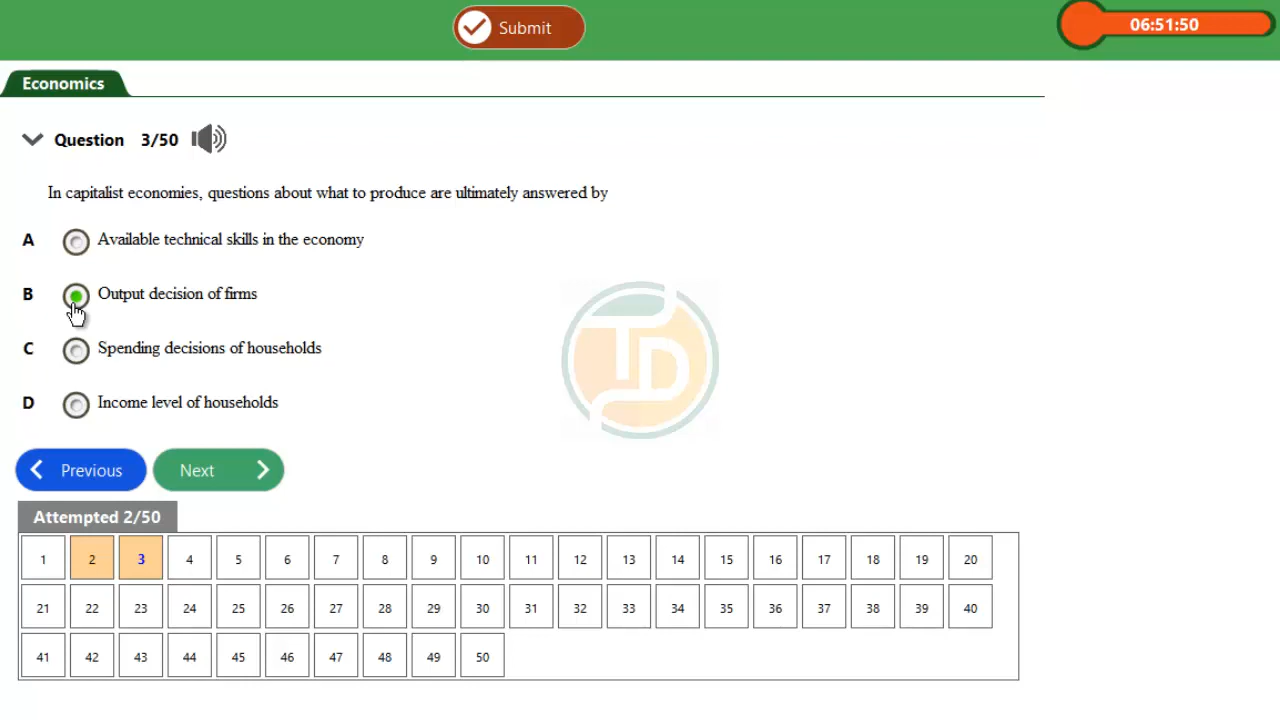 Submit
06:51:50
Economics
Question 3/50
In capitalist economies, questions about what to produce are ultimately answered by
A Available technical skills in the economy
B Output decision of firms
C Spending decisions of households
D Income level of households
TD
Previous Next
Attempted 2/50
1 2 3 4 5 6 7 8 9 10 11 12 13 14 15 16 17 18 19 20
21 22 23 24 25 26 27 28 29 30 31 32 33 34 35 36 37 38 39 40
41 42 43 44 45 46 47 48 49 50